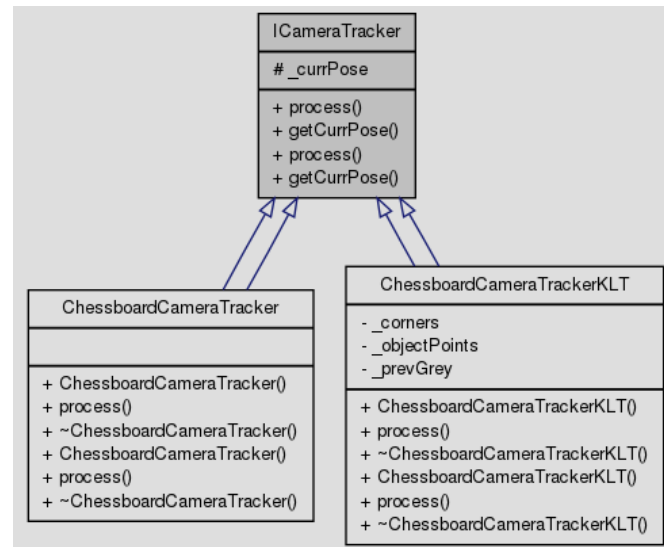 ICameraTracker
# _currPose
+ process()
+ getCurrPose()
+ process()
+ getCurrPose()
ChessboardCameraTracker
+ ChessboardCameraTracker()
+ process()
+ ~ChessboardCameraTracker()
+ ChessboardCameraTracker()
+ process()
+ ~ChessboardCameraTracker()
ChessboardCameraTrackerKLT
- _corners
- _objectPoints
- _prevGrey
+ ChessboardCameraTrackerKLT()
+ process()
+ ~ChessboardCameraTrackerKLT()
+ ChessboardCameraTrackerKLT()
+ process()
+ ~ChessboardCameraTrackerKLT()